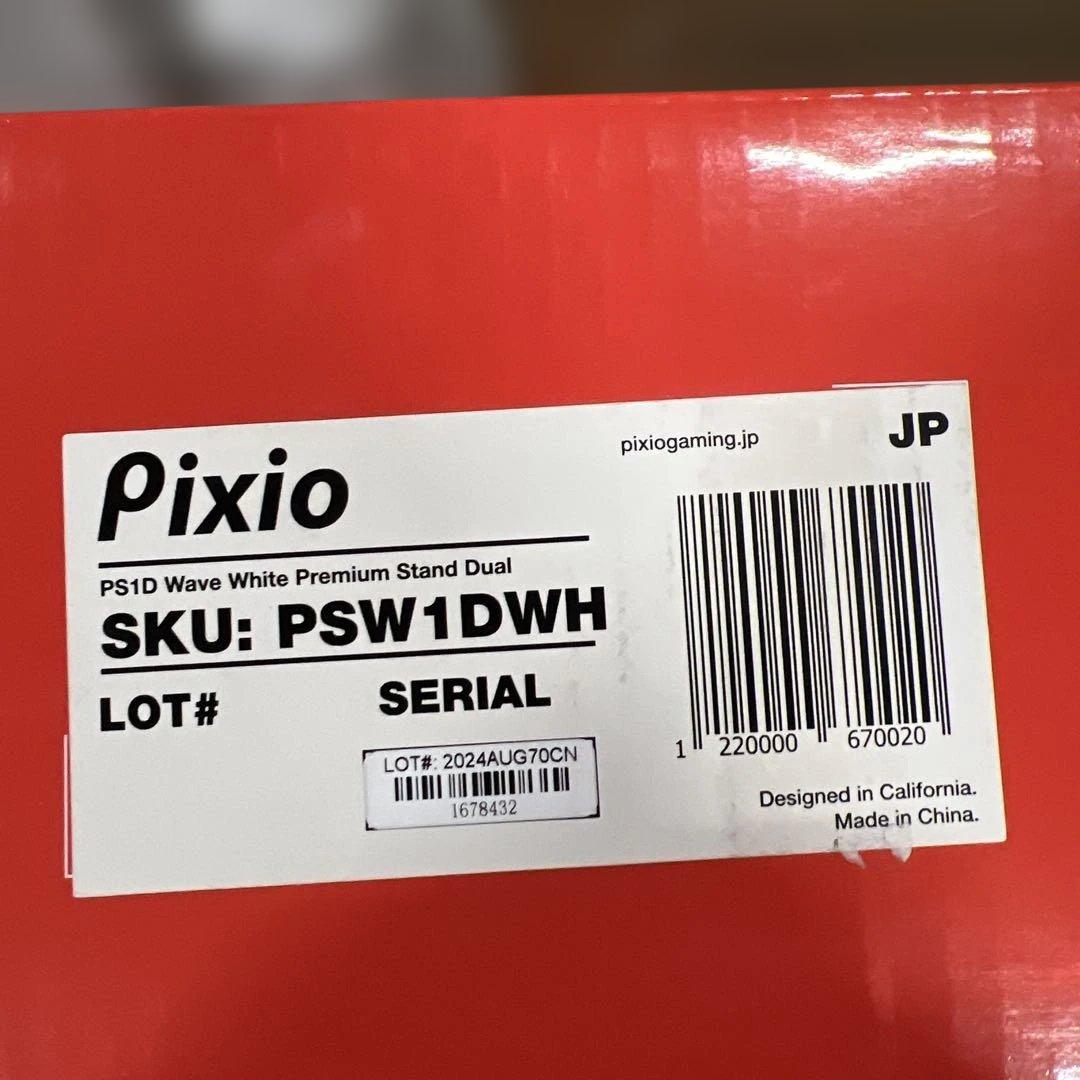 Pixio
pixiogaming.jp
JP
PS1D Wave White Premium Stand Dual
SKU: PSW1DWH
LOT#
SERIAL
LOT#: 2024AUG70CN
1678432
1 220000 670020
Designed in California.
Made in China.